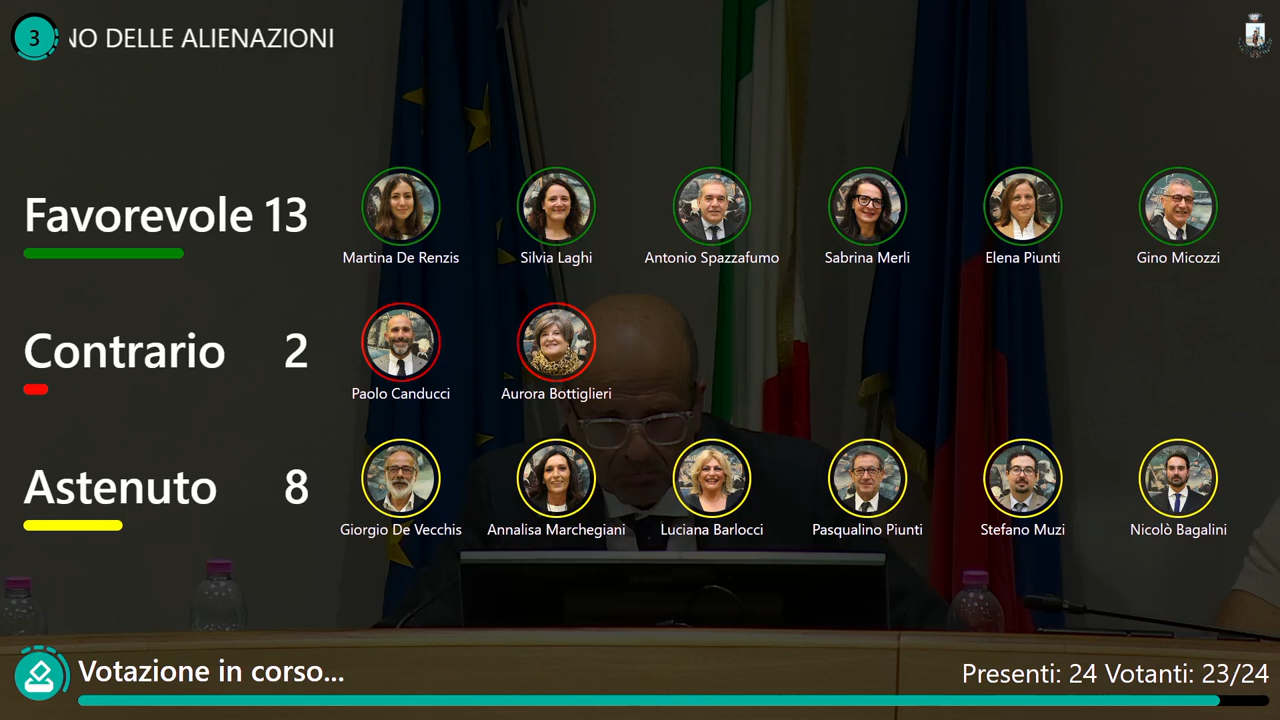 3 NO DELLE ALIENAZIONI
Favorevole 13
Martina De Renzis Silvia Laghi Antonio Spazzafumo Sabrina Merli Elena Piunti Gino Micozzi
Contrario 2
Paolo Canducci Aurora Bottiglieri
Astenuto 8
Giorgio De Vecchis Annalisa Marchegiani Luciana Barlocci Pasqualino Piunti Stefano Muzi Nicolò Bagalini
Votazione in corso... Presenti: 24 Votanti: 23/24